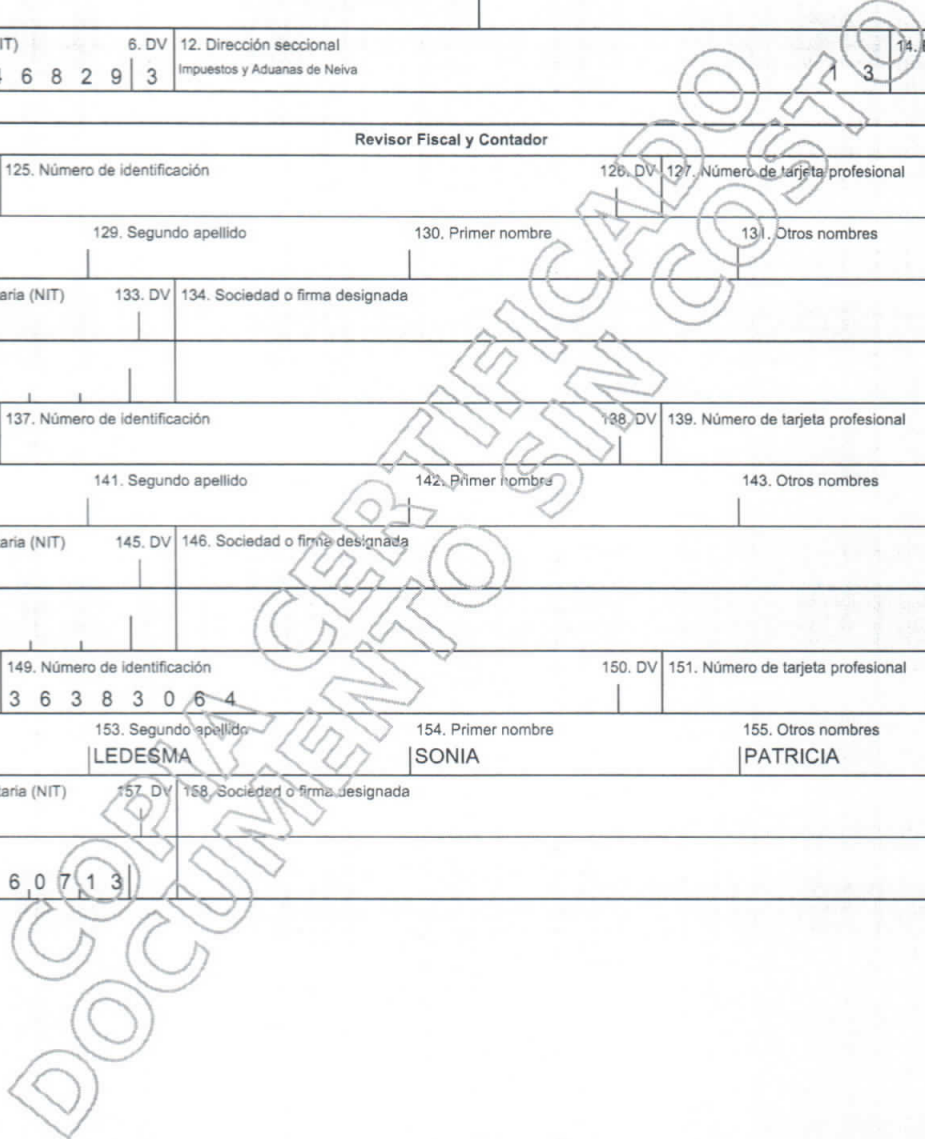 IT) 6. DV 12. Dirección seccional 14.
6 8 2 9 3 Impuestos y Aduanas de Neiva 1 3
Revisor Fiscal y Contador
125. Número de identificación 126. DV 127. Número de tarjeta profesional
129. Segundo apellido 130. Primer nombre 131. Otros nombres
aria (NIT) 133. DV 134. Sociedad o firma designada
137. Número de identificación 138. DV 139. Número de tarjeta profesional
141. Segundo apellido 142. Primer nombre 143. Otros nombres
aria (NIT) 145. DV 146. Sociedad o firma designada
149. Número de identificación 150. DV 151. Número de tarjeta profesional
3 6 3 8 3 0 6 4
153. Segundo apellido 154. Primer nombre 155. Otros nombres
LEDESMA SONIA PATRICIA
aria (NIT) 157. DV 158. Sociedad o firma designada
6 0 7 1 3
COPIA CERTIFICADO
DOCUMENTO SIN COSTO